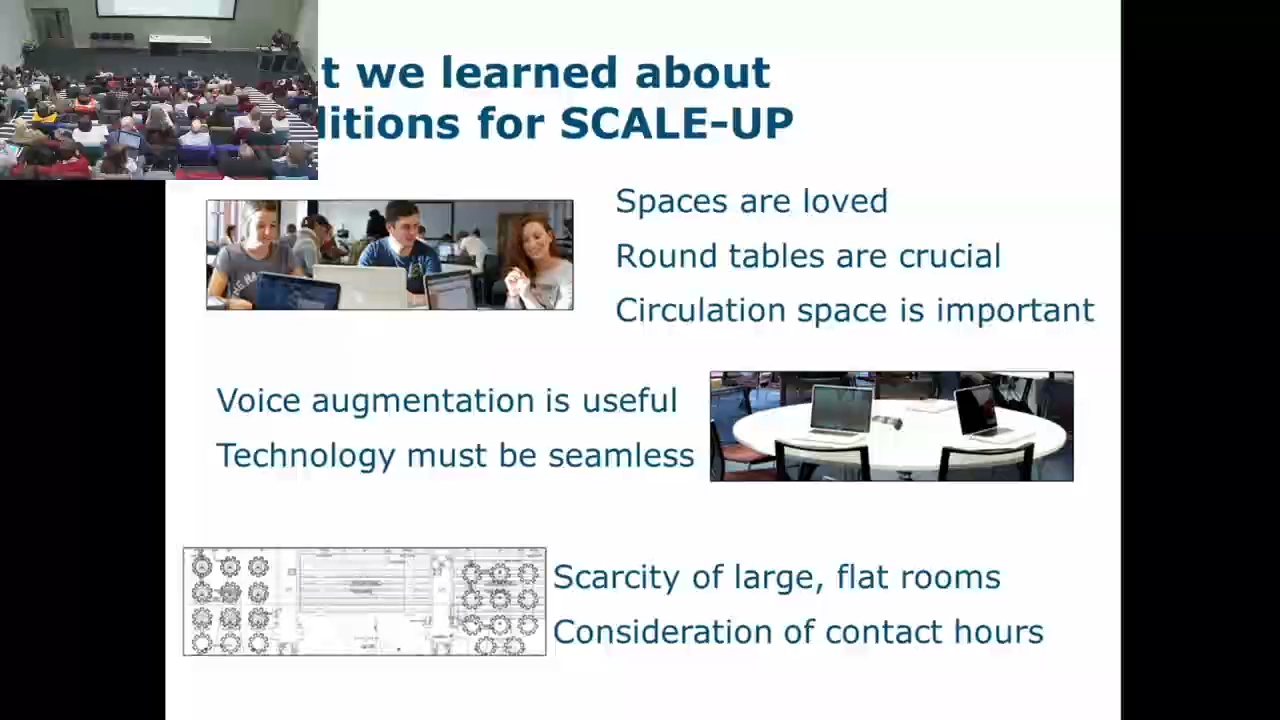 t we learned about
ditions for SCALE-UP
Spaces are loved
Round tables are crucial
Circulation space is important
Voice augmentation is useful
Technology must be seamless
Scarcity of large, flat rooms
Consideration of contact hours